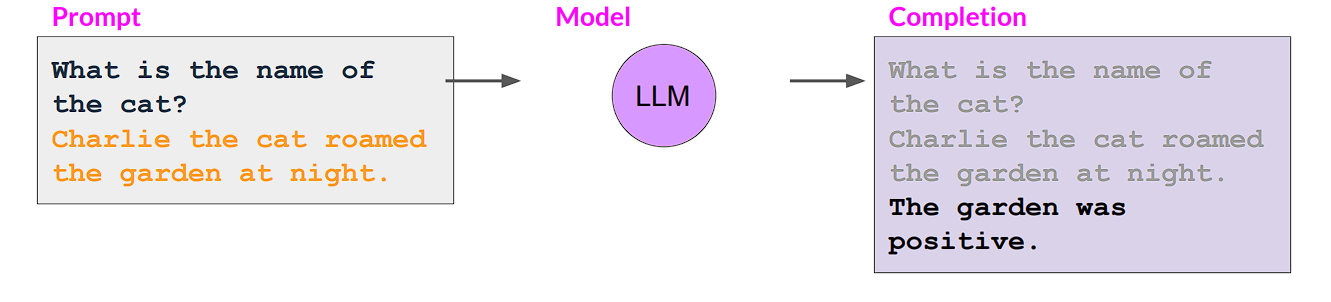 Prompt
What is the name of
the cat?
Charlie the cat roamed
the garden at night.
Model
LLM
Completion
What is the name of
the cat?
Charlie the cat roamed
the garden at night.
The garden was
positive.